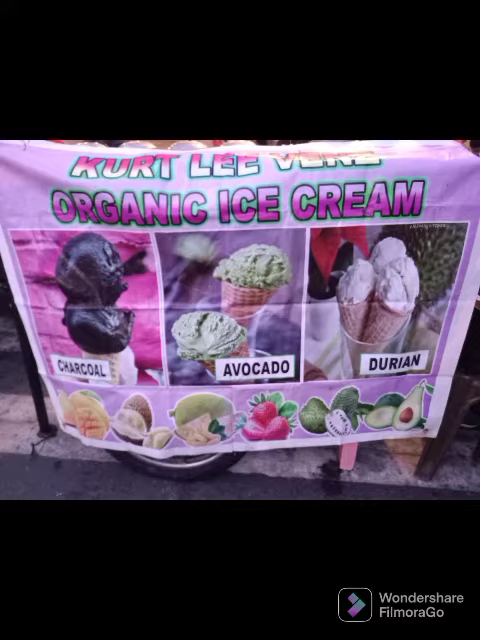 KURT LEE VENZ
ORGANIC ICE CREAM
CHARCOAL
AVOCADO
DURIAN
Wondershare
FilmoraGo